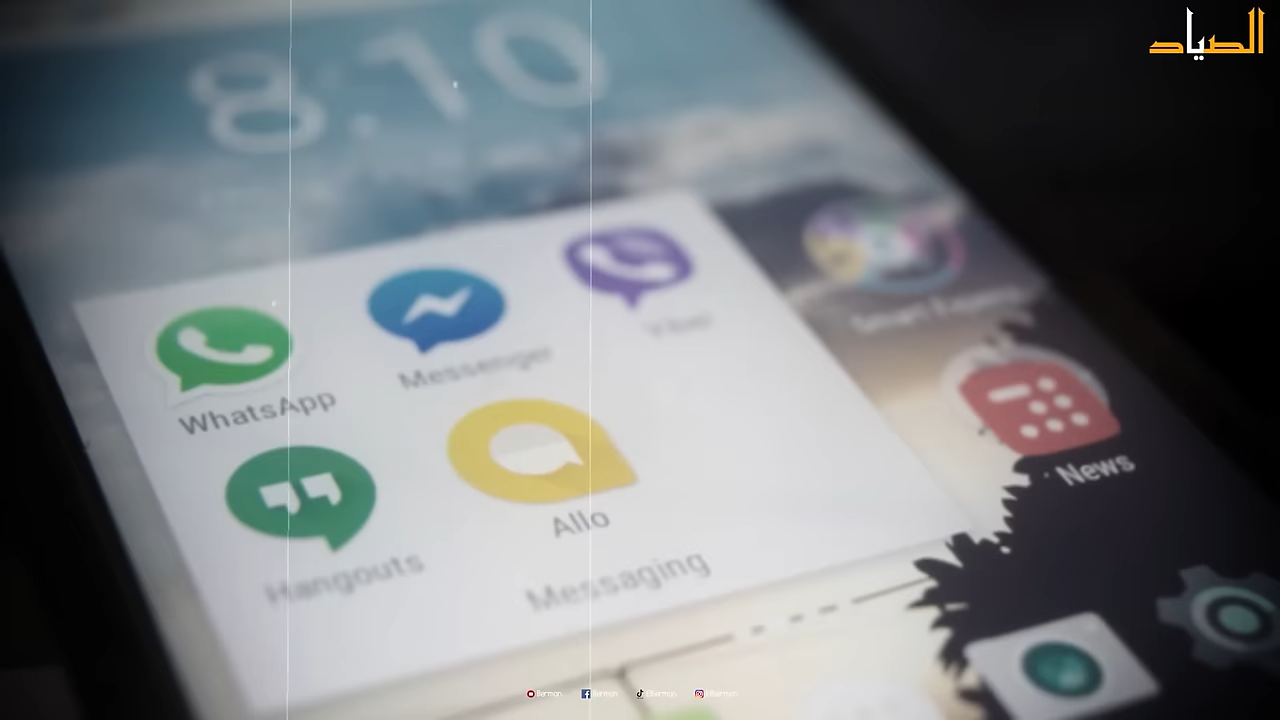 الصياد
8:10
Viber
Messenger
WhatsApp
News
Allo
Hangouts
Messaging